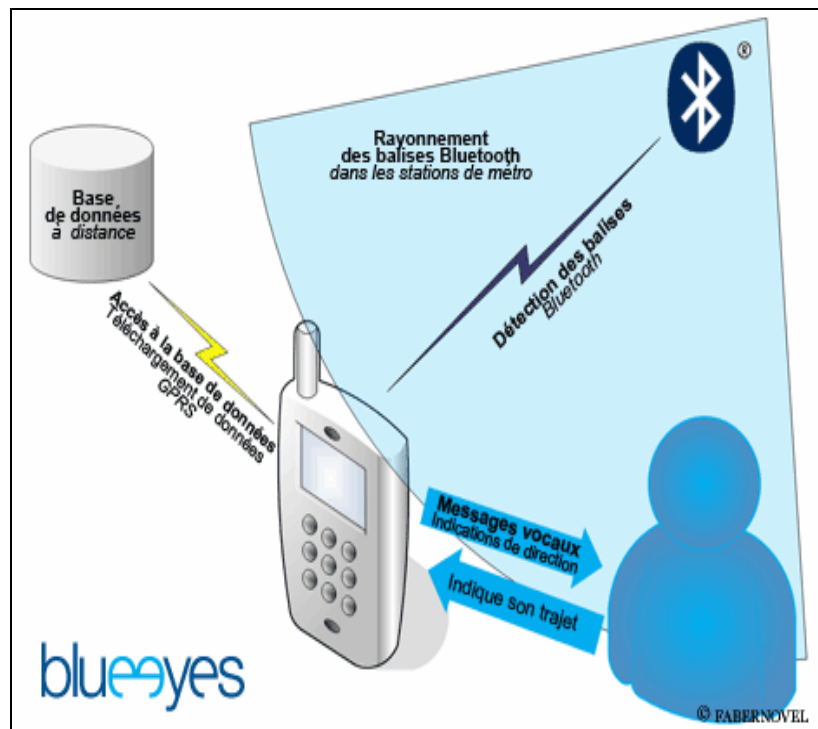 ®
Rayonnement
des balises Bluetooth
dans les stations de métro
Base
de données
à distance
Détection des balises
Bluetooth
Accès à la base de données
Téléchargement de données
GPRS
Messages vocaux
Indications de direction
Indique son trajet
blueeyes
© FABERNOVEL